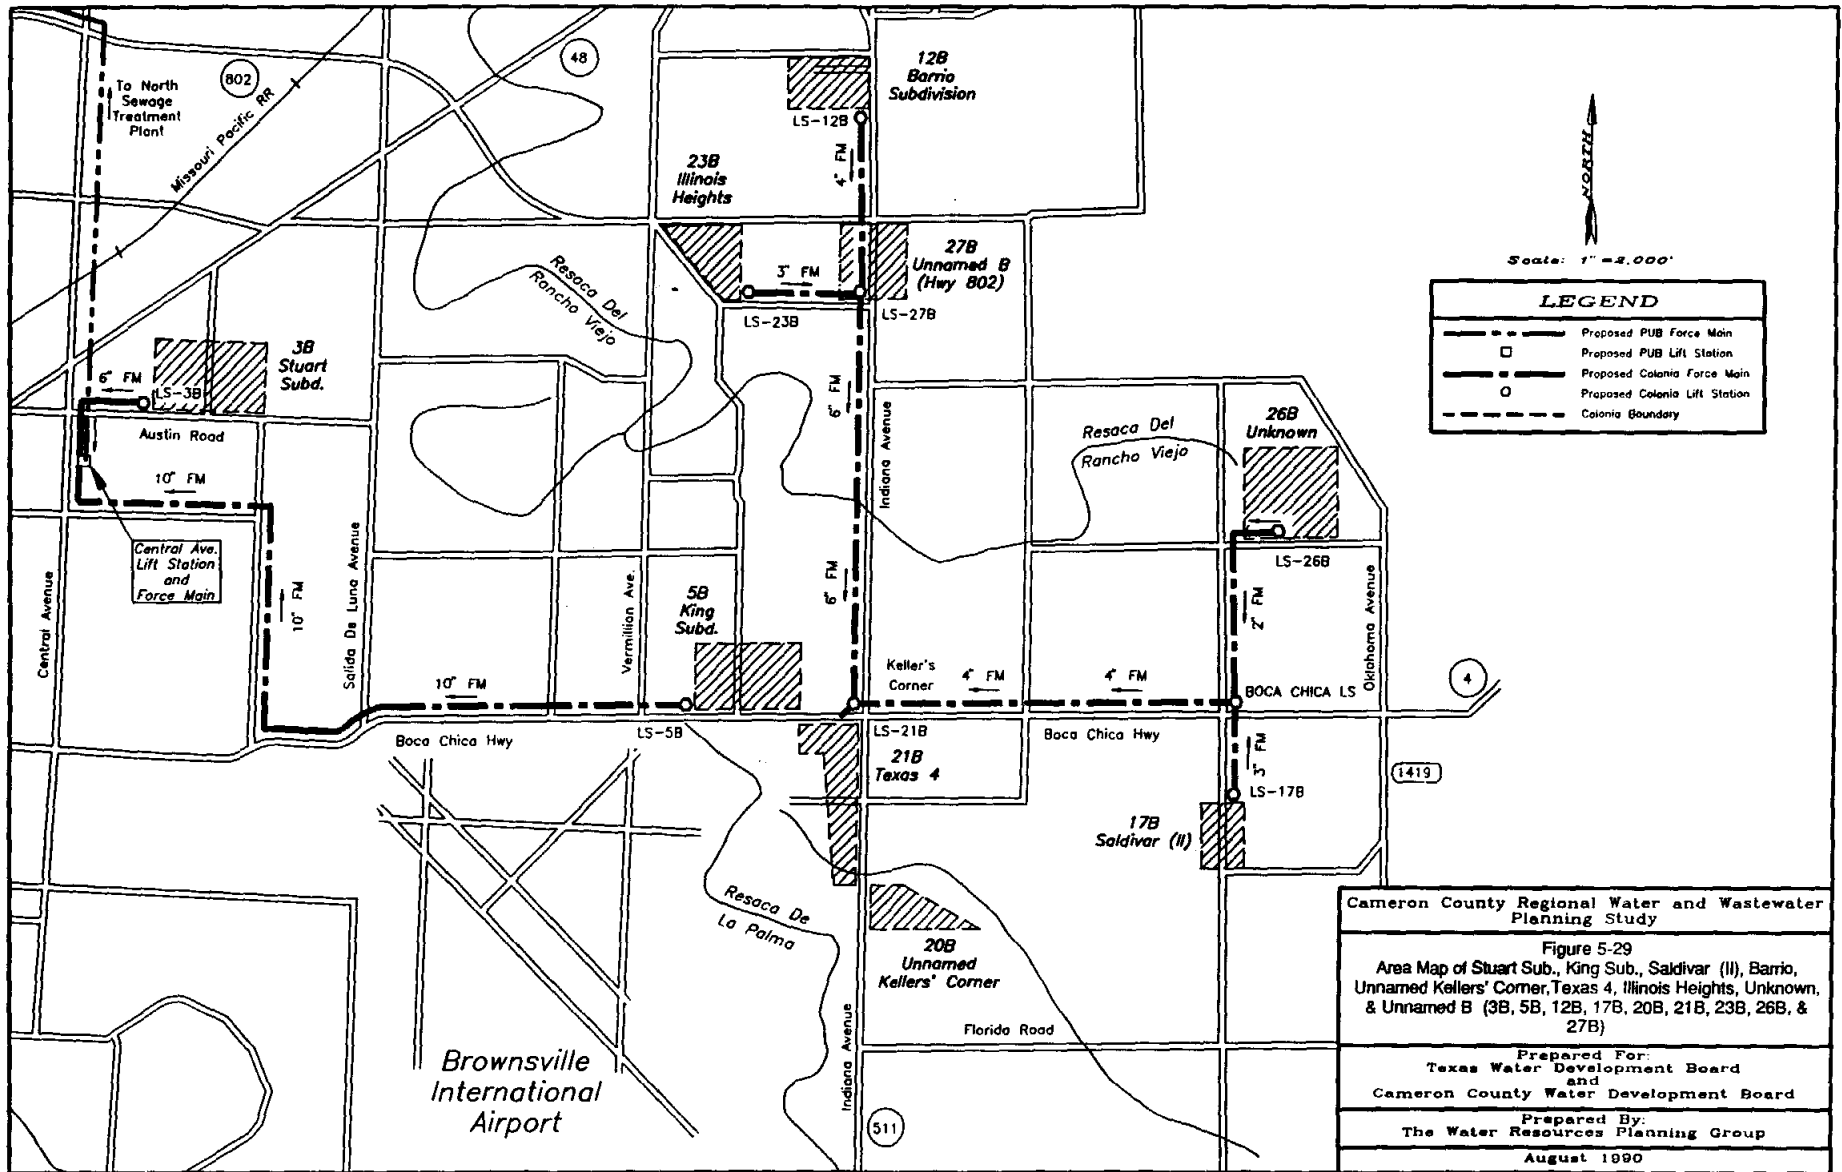 802
48
To North
Sewage
Treatment
Plant
Missouri Pacific RR
12B
Barrio
Subdivision
LS-12B
4" FM
23B
Illinois
Heights
27B
Unnamed B
(Hwy 802)
3" FM
LS-23B
LS-27B
Resaca Del
Rancho Viejo
NORTH
Scale: 1"=2,000'
LEGEND
Proposed PUB Force Main
Proposed PUB Lift Station
Proposed Colonia Force Main
Proposed Colonia Lift Station
Colonia Boundary
3B
Stuart
Subd.
6" FM
LS-3B
Austin Road
10" FM
6" FM
Indiana Avenue
Resaca Del
Rancho Viejo
26B
Unknown
LS-26B
Central Ave.
Lift Station
and
Force Main
Central Avenue
10" FM
Salida De Luna Avenue
Vermillion Ave.
5B
King
Subd.
6" FM
2" FM
Oklahoma Avenue
Keller's
Corner
4" FM
4" FM
BOCA CHICA LS
4
10" FM
Boca Chica Hwy
LS-5B
LS-21B
21B
Texas 4
Boca Chica Hwy
3" FM
LS-17B
1419
17B
Saldivar (II)
Resaca De
La Palma
20B
Unnamed
Kellers' Corner
Florida Road
Indiana Avenue
511
Brownsville
International
Airport
Cameron County Regional Water and Wastewater
Planning Study
Figure 5-29
Area Map of Stuart Sub., King Sub., Saldivar (II), Barrio,
Unnamed Kellers' Corner, Texas 4, Illinois Heights, Unknown,
& Unnamed B (3B, 5B, 12B, 17B, 20B, 21B, 23B, 26B, &
27B)
Prepared For:
Texas Water Development Board
and
Cameron County Water Development Board
Prepared By:
The Water Resources Planning Group
August 1990